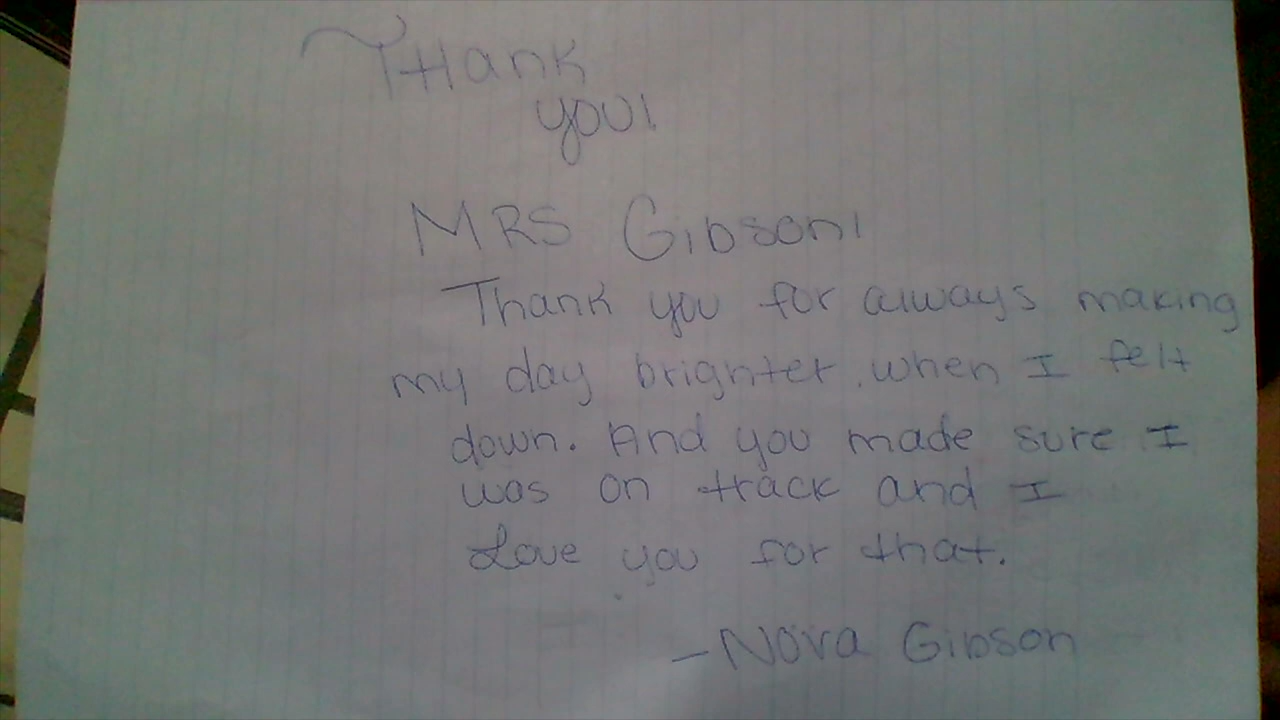 Thank
you!
MRS Gibson!
Thank you for always making
my day brighter when I felt
down. And you made sure I
was on track and I
Love you for that.
-Nova Gibson